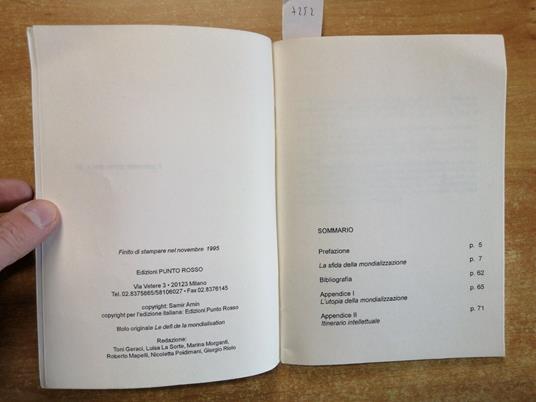 7252
Finito di stampare nel novembre 1995
Edizioni PUNTO ROSSO
Via Vetere 3 • 20123 Milano
Tel. 02.8375665/58106027 • Fax 02.8376145
copyright: Samir Amin
copyright per l'edizione italiana: Edizioni Punto Rosso
titolo originale Le defi de la mondialisation
Redazione:
Toni Geraci, Luisa La Sorte, Marina Morganti,
Roberto Mapelli, Nicoletta Poidimani, Giorgio Riolo
SOMMARIO
Prefazione p. 5
La sfida della mondializzazione p. 7
Bibliografia p. 62
Appendice I p. 65
L'utopia della mondializzazione
Appendice II p. 71
Itinerario intellettuale